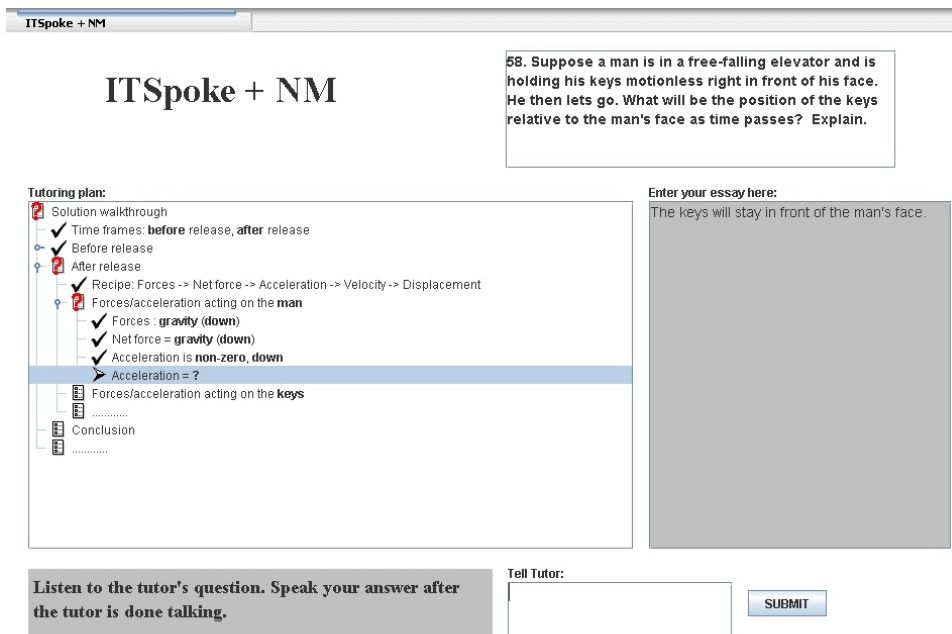 ITSpoke + NM
ITSpoke + NM
58. Suppose a man is in a free-falling elevator and is
holding his keys motionless right in front of his face.
He then lets go. What will be the position of the keys
relative to the man's face as time passes?  Explain.
Tutoring plan:
Solution walkthrough
Time frames: before release, after release
Before release
After release
Recipe: Forces -> Net force -> Acceleration -> Velocity -> Displacement
Forces/acceleration acting on the man
Forces : gravity (down)
Net force = gravity (down)
Acceleration is non-zero, down
Acceleration = ?
Forces/acceleration acting on the keys
............
Conclusion
............
Enter your essay here:
The keys will stay in front of the man's face.
Listen to the tutor's question. Speak your answer after
the tutor is done talking.
Tell Tutor:
SUBMIT